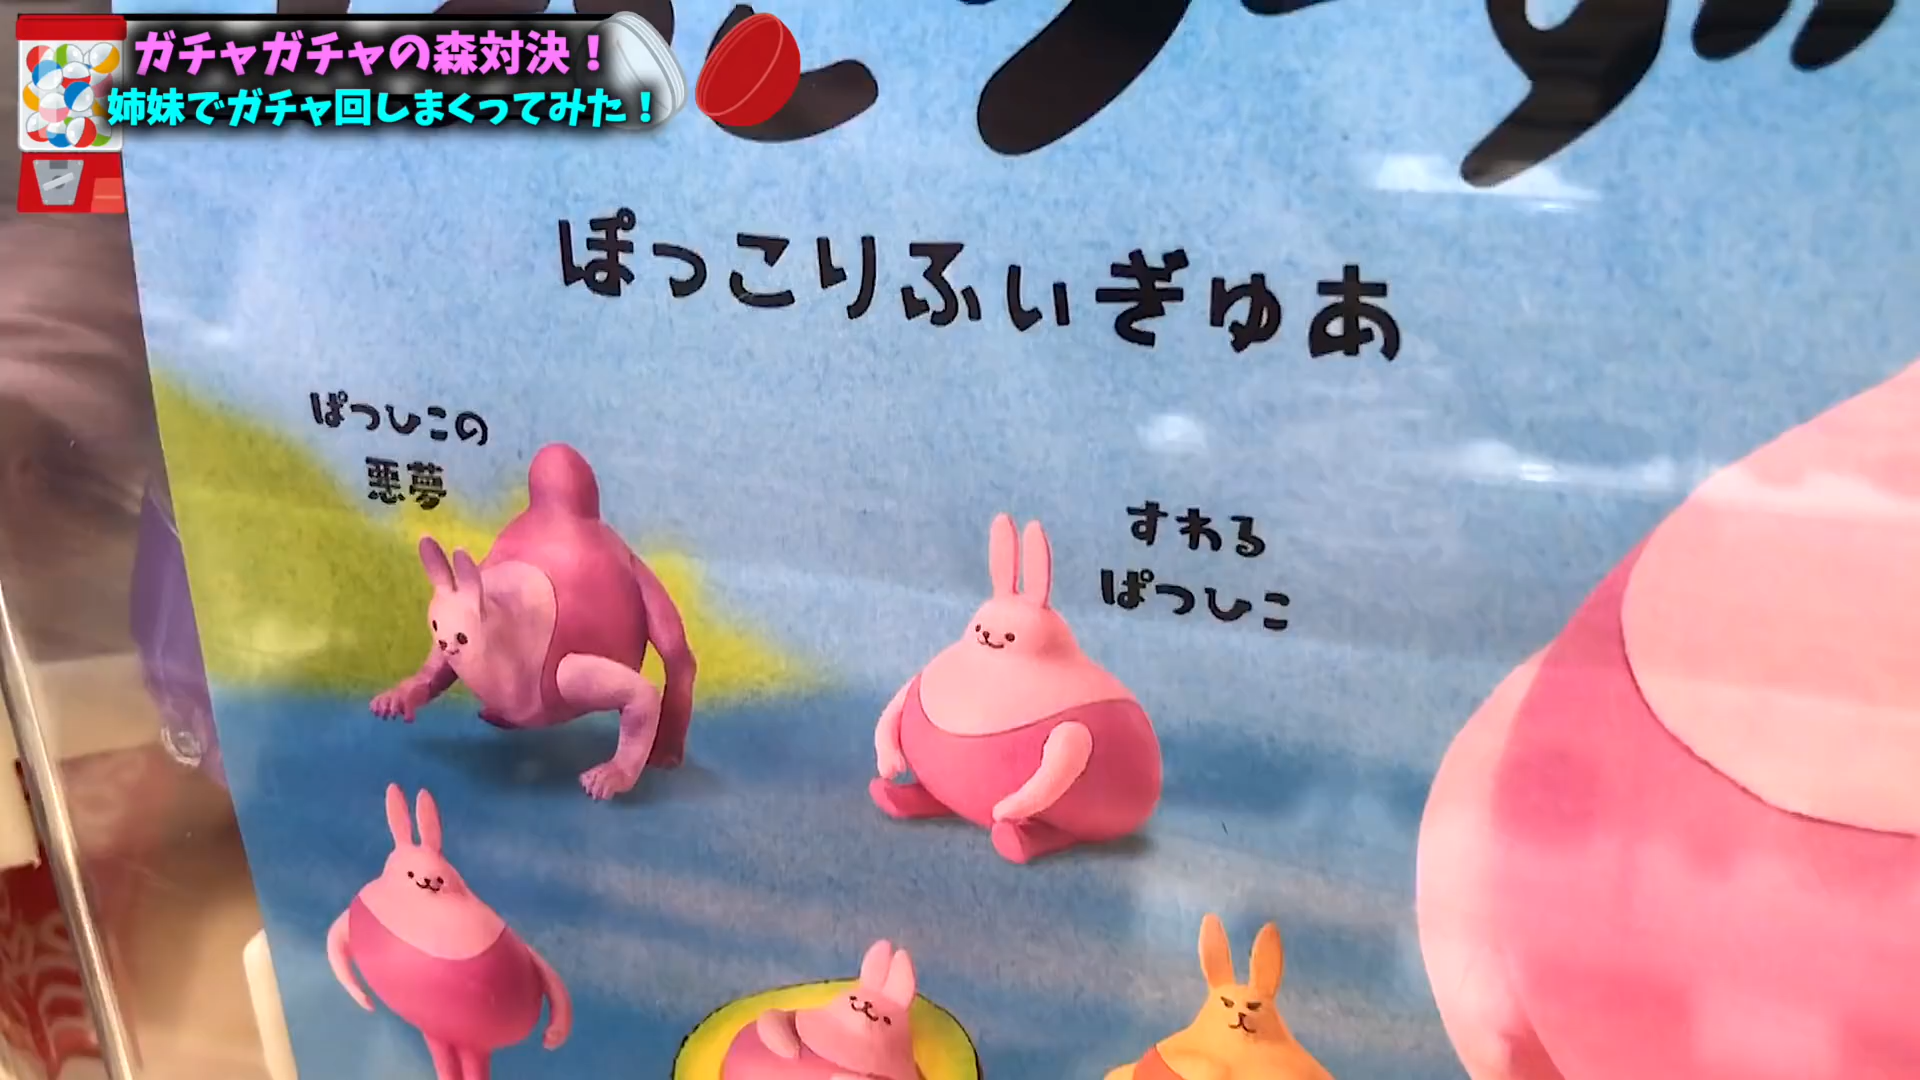 ガチャガチャの森対決！
姉妹でガチャ回しまくってみた！
ぽっこりふぃぎゅあ
ぱつひこの
悪夢
すわる
ぱつひこ